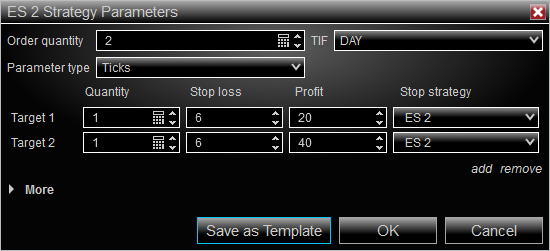 ES 2 Strategy Parameters
Order quantity 2 TIF DAY
Parameter type Ticks
Quantity Stop loss Profit Stop strategy
Target 1 1 6 20 ES 2
Target 2 1 6 40 ES 2
add remove
More
Save as Template OK Cancel